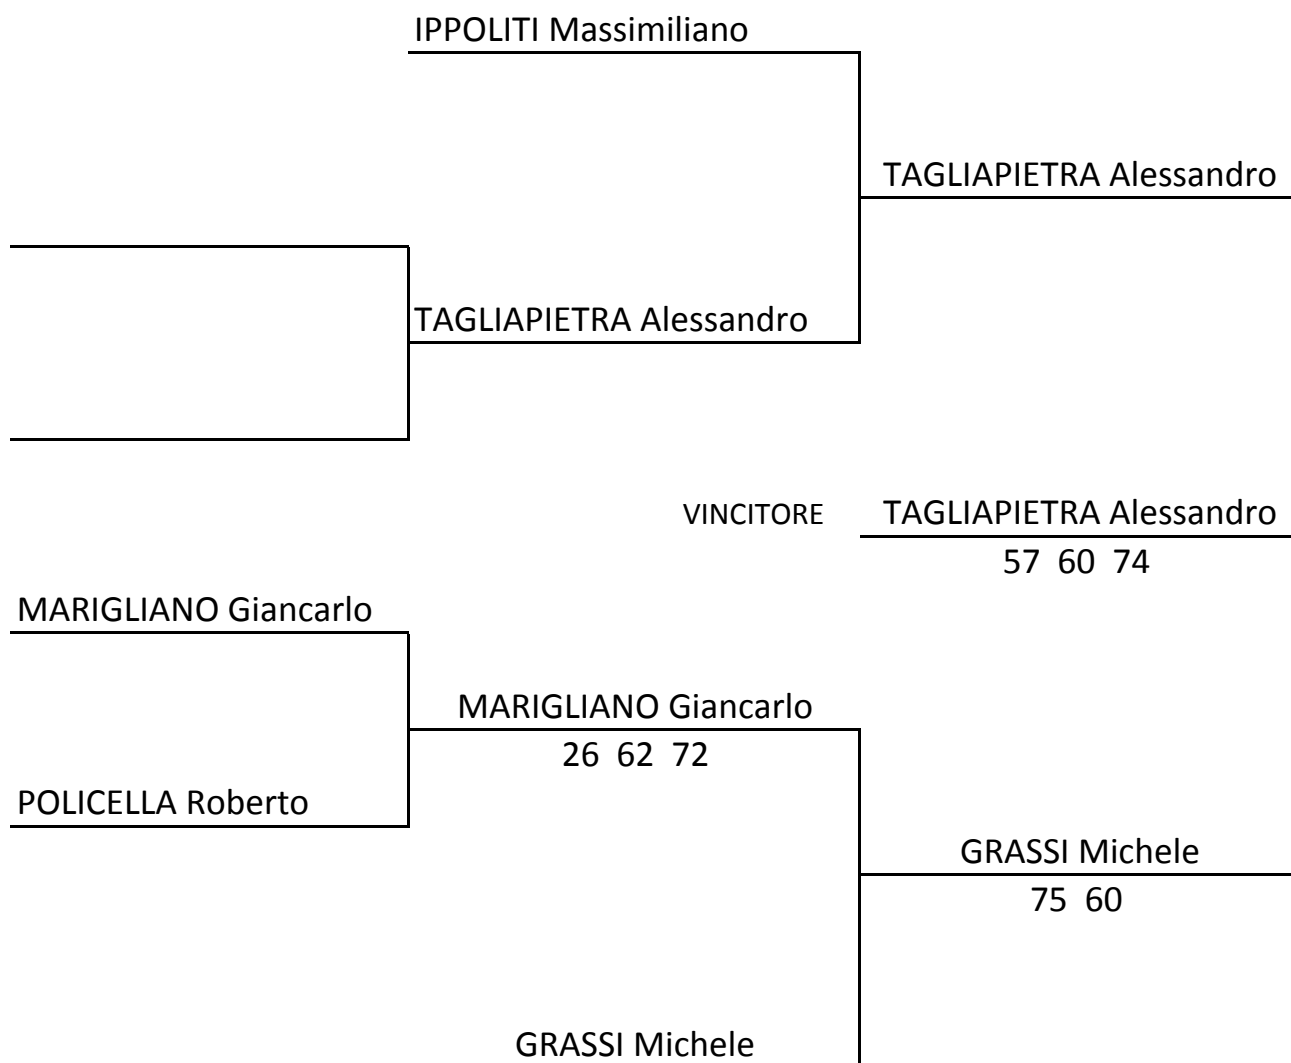 IPPOLITI Massimiliano
TAGLIAPIETRA Alessandro
TAGLIAPIETRA Alessandro
VINCITORE TAGLIAPIETRA Alessandro
57 60 74
MARIGLIANO Giancarlo
MARIGLIANO Giancarlo
26 62 72
POLICELLA Roberto
GRASSI Michele
75 60
GRASSI Michele